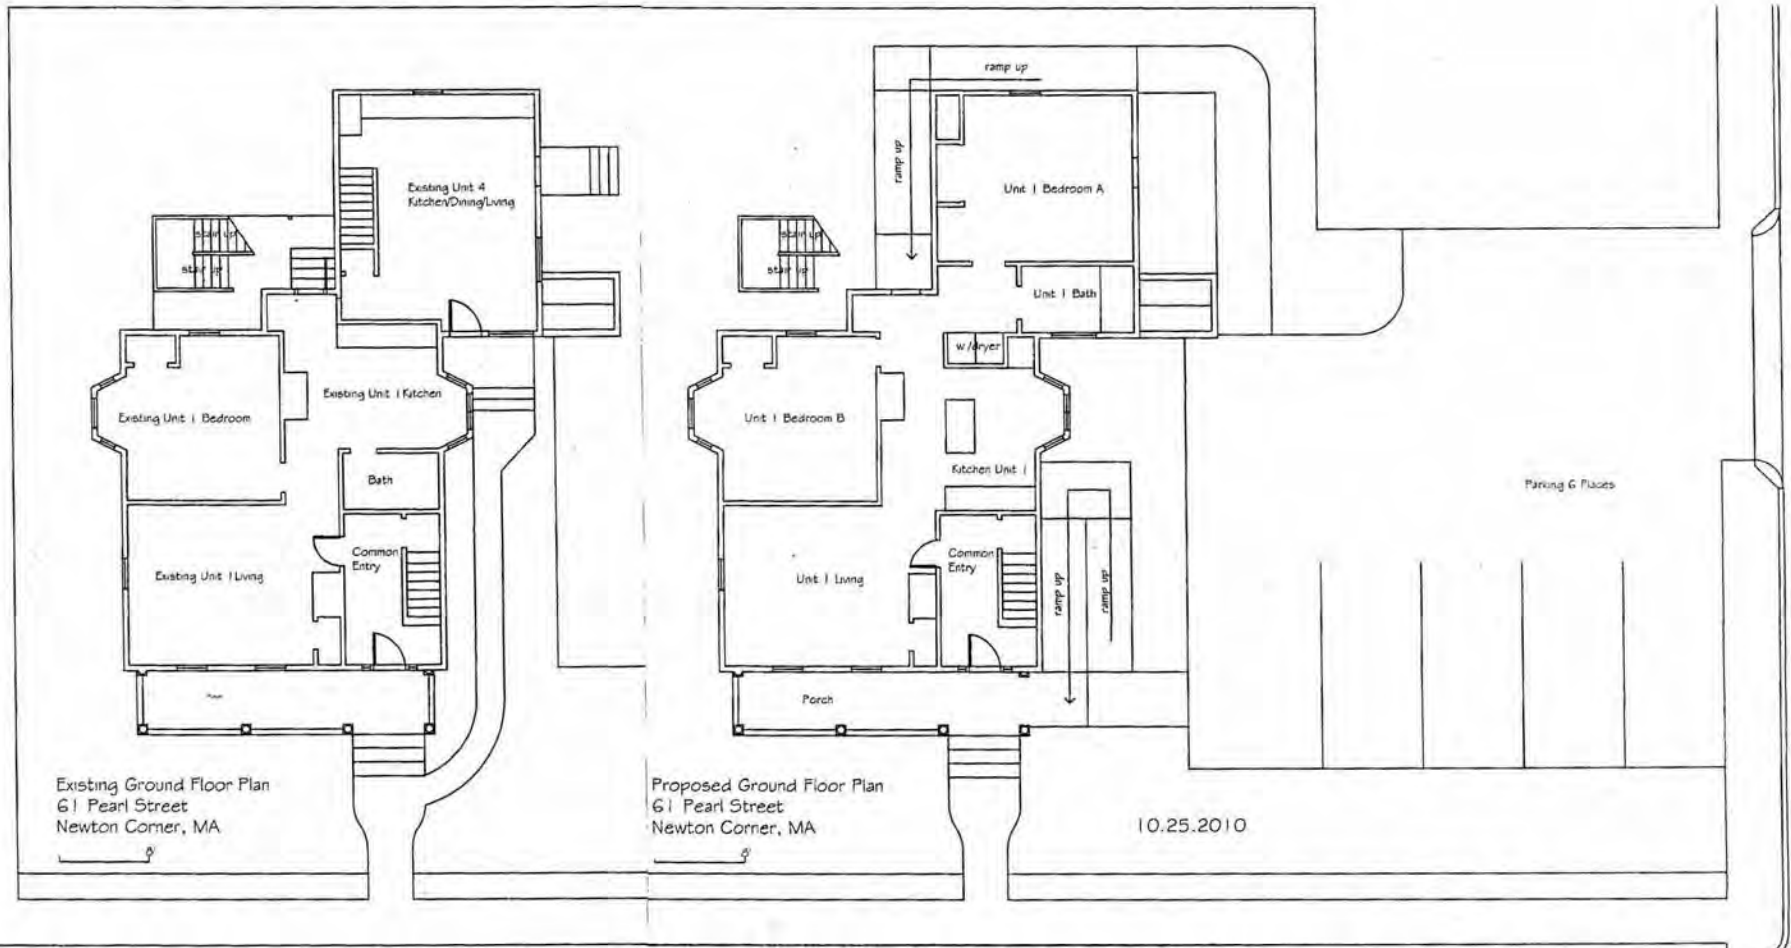 Existing Unit 4
Kitchen/Dining/Living
stair up
stair up
Existing Unit 1 Bedroom
Existing Unit 1 Kitchen
Bath
Common
Entry
Existing Unit 1 Living
Existing Ground Floor Plan
61 Pearl Street
Newton Corner, MA
8'
ramp up
ramp up
Unit 1 Bedroom A
stair up
stair up
Unit 1 Bath
w/dryer
Unit 1 Bedroom B
Kitchen Unit 1
Common
Entry
Unit 1 Living
ramp up
ramp up
Porch
Parking 6 Places
Proposed Ground Floor Plan
61 Pearl Street
Newton Corner, MA
8'
10.25.2010